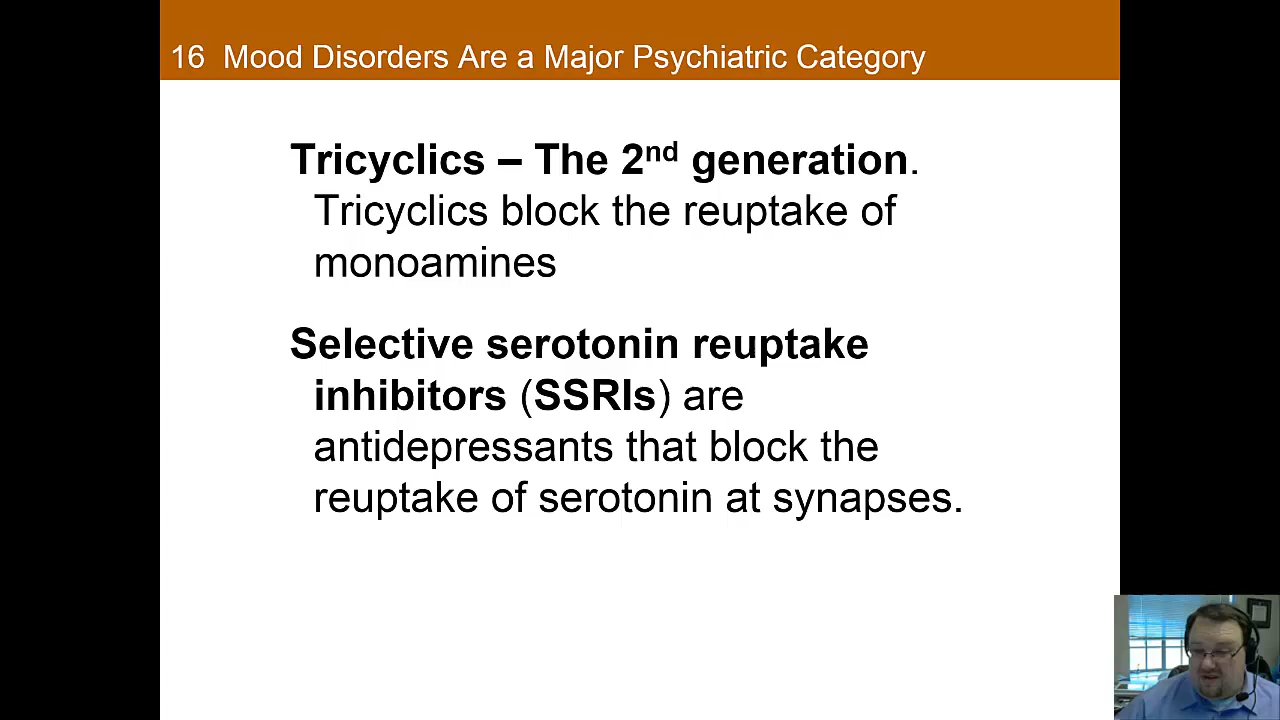 16 Mood Disorders Are a Major Psychiatric Category
Tricyclics – The 2nd generation.
Tricyclics block the reuptake of
monoamines
Selective serotonin reuptake
inhibitors (SSRIs) are
antidepressants that block the
reuptake of serotonin at synapses.